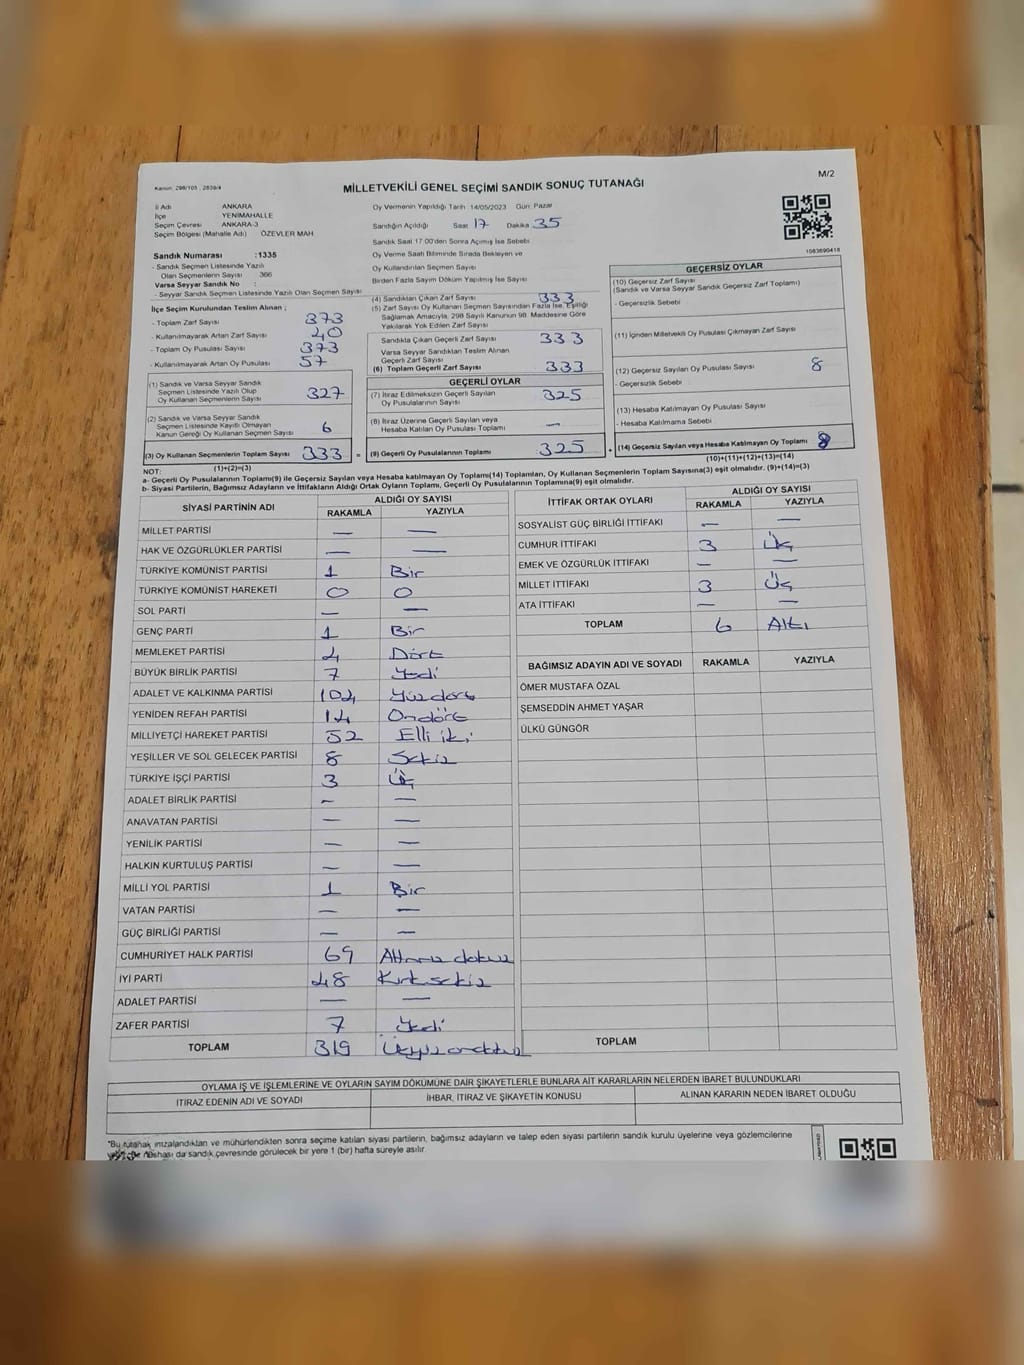 M/2
Kanun: 298/105 , 2839/4
MİLLETVEKİLİ GENEL SEÇİMİ SANDIK SONUÇ TUTANAĞI
İl Adı ANKARA
İlçe YENİMAHALLE
Seçim Çevresi ANKARA-3
Seçim Bölgesi (Mahalle Adı) ÖZEVLER MAH.
Sandık Numarası :1335
- Sandık Seçmen Listesinde Yazılı
Olan Seçmenlerin Sayısı 366
Varsa Seyyar Sandık No :
- Seyyar Sandık Seçmen Listesinde Yazılı Olan Seçmen Sayısı
İlçe Seçim Kurulundan Teslim Alınan ;
- Toplam Zarf Sayısı 373
- Kullanılmayarak Artan Zarf Sayısı 40
- Toplam Oy Pusulası Sayısı 373
- Kullanılmayarak Artan Oy Pusulası 57
(1) Sandık ve Varsa Seyyar Sandık
Seçmen Listesinde Yazılı Olup
Oy Kullanan Seçmenlerin Sayısı 327
(2) Sandık ve Varsa Seyyar Sandık
Seçmen Listesinde Kayıtlı Olmayan
Kanun Gereği Oy Kullanan Seçmen Sayısı 6
(3) Oy Kullanan Seçmenlerin Toplam Sayısı 333 =
(1)+(2)=(3)
Oy Vermenin Yapıldığı Tarih :14/05/2023 Gün: Pazar
Sandığın Açıldığı Saat 17 Dakika 35
Sandık Saat 17:00'den Sonra Açılmış İse Sebebi
Oy Verme Saati Bitiminde Sırada Bekleyen ve
Oy Kullandırılan Seçmen Sayısı
Birden Fazla Sayım Döküm Yapılmış İse Sayısı
(4) Sandıktan Çıkan Zarf Sayısı 333
(5) Zarf Sayısı Oy Kullanan Seçmen Sayısından Fazla İse, Eşitliği
Sağlamak Amacıyla, 298 Sayılı Kanunun 98. Maddesine Göre
Yakılarak Yok Edilen Zarf Sayısı
Sandıkta Çıkan Geçerli Zarf Sayısı 333
Varsa Seyyar Sandıktan Teslim Alınan
Geçerli Zarf Sayısı
(6) Toplam Geçerli Zarf Sayısı 333
GEÇERLİ OYLAR
(7) İtiraz Edilmeksizin Geçerli Sayılan
Oy Pusulalarının Sayısı 325
(8) İtiraz Üzerine Geçerli Sayılan veya
Hesaba Katılan Oy Pusulası Toplamı —
(9) Geçerli Oy Pusulalarının Toplamı : 325 +
1083690418
GEÇERSİZ OYLAR
(10) Geçersiz Zarf Sayısı
(Sandık ve Varsa Seyyar Sandık Geçersiz Zarf Toplamı)
- Geçersizlik Sebebi
(11) İçinden Milletvekili Oy Pusulası Çıkmayan Zarf Sayısı
(12) Geçersiz Sayılan Oy Pusulası Sayısı 8
- Geçersizlik Sebebi
(13) Hesaba Katılmayan Oy Pusulası Sayısı
- Hesaba Katılmama Sebebi
(14) Geçersiz Sayılan veya Hesaba Katılmayan Oy Toplamı 8
(10)+(11)+(12)+(13)=(14)
NOT:
a- Geçerli Oy Pusulalarının Toplamı(9) ile Geçersiz Sayılan veya Hesaba Katılmayan Oy Toplamı(14) Toplamları, Oy Kullanan Seçmenlerin Toplam Sayısına(3) eşit olmalıdır. (9)+(14)=(3)
b- Siyasi Partilerin, Bağımsız Adayların ve İttifakların Aldığı Ortak Oyların Toplamı, Geçerli Oy Pusulalarının Toplamına(9) eşit olmalıdır.
SİYASİ PARTİNİN ADI ALDIĞI OY SAYISI
RAKAMLA YAZIYLA
MİLLET PARTİSİ — —
HAK VE ÖZGÜRLÜKLER PARTİSİ — —
TÜRKİYE KOMÜNİST PARTİSİ 1 Bir
TÜRKİYE KOMÜNİST HAREKETİ 0 0
SOL PARTİ — —
GENÇ PARTİ 1 Bir
MEMLEKET PARTİSİ 4 Dört
BÜYÜK BİRLİK PARTİSİ 7 Yedi
ADALET VE KALKINMA PARTİSİ 104 Yüzdört
YENİDEN REFAH PARTİSİ 14 Ondört
MİLLİYETÇİ HAREKET PARTİSİ 52 Elli iki
YEŞİLLER VE SOL GELECEK PARTİSİ 8 Sekiz
TÜRKİYE İŞÇİ PARTİSİ 3 Üç
ADALET BİRLİK PARTİSİ — —
ANAVATAN PARTİSİ — —
YENİLİK PARTİSİ — —
HALKIN KURTULUŞ PARTİSİ — —
MİLLİ YOL PARTİSİ 1 Bir
VATAN PARTİSİ — —
GÜÇ BİRLİĞİ PARTİSİ — —
CUMHURİYET HALK PARTİSİ 69 Altmış dokuz
İYİ PARTİ 48 Kırksekiz
ADALET PARTİSİ — —
ZAFER PARTİSİ 7 Yedi
TOPLAM 319 Üçyüzondokuz
İTTİFAK ORTAK OYLARI ALDIĞI OY SAYISI
RAKAMLA YAZIYLA
SOSYALİST GÜÇ BİRLİĞİ İTTİFAKI — —
CUMHUR İTTİFAKI 3 Üç
EMEK VE ÖZGÜRLÜK İTTİFAKI — —
MİLLET İTTİFAKI 3 Üç
ATA İTTİFAKI — —
TOPLAM 6 Altı
BAĞIMSIZ ADAYIN ADI VE SOYADI RAKAMLA YAZIYLA
ÖMER MUSTAFA ÖZAL
ŞEMSEDDİN AHMET YAŞAR
ÜLKÜ GÜNGÖR
TOPLAM
OYLAMA İŞ VE İŞLEMLERİNE VE OYLARIN SAYIM DÖKÜMÜNE DAİR ŞİKAYETLERLE BUNLARA AİT KARARLARIN NELERDEN İBARET BULUNDUKLARI
İTİRAZ EDENİN ADI VE SOYADI İHBAR, İTİRAZ VE ŞİKAYETİN KONUSU ALINAN KARARIN NEDEN İBARET OLDUĞU
"Bu tutanak imzalandıktan ve mühürlendikten sonra seçime katılan siyasi partilerin, bağımsız adayların ve talep eden siyasi partilerin sandık kurulu üyelerine veya gözlemcilerine
nüshası da sandık çevresinde görülecek bir yere 1 (bir) hafta süreyle asılır.